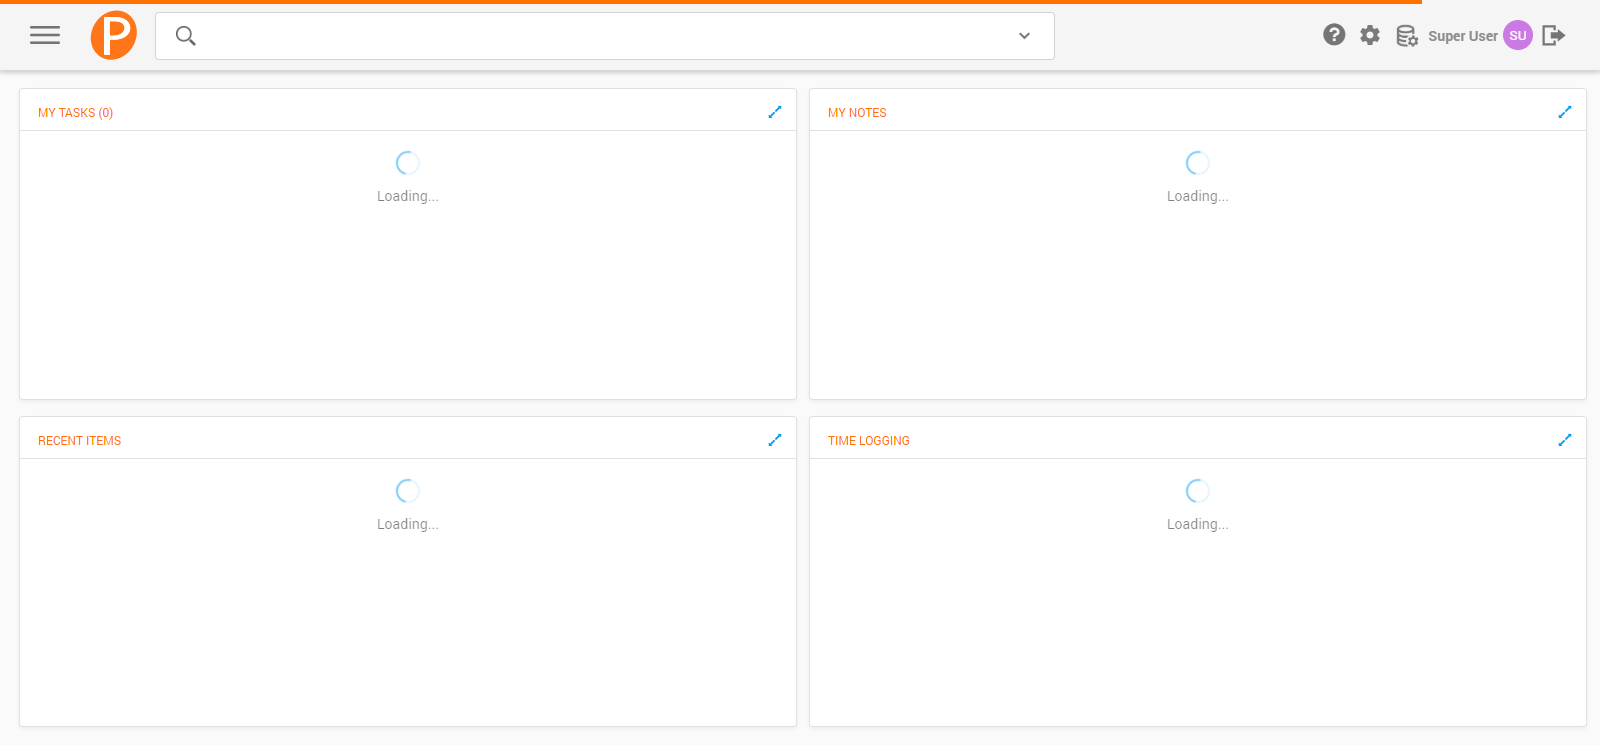 P
Super User
SU
MY TASKS (0)
Loading...
MY NOTES
Loading...
RECENT ITEMS
Loading...
TIME LOGGING
Loading...